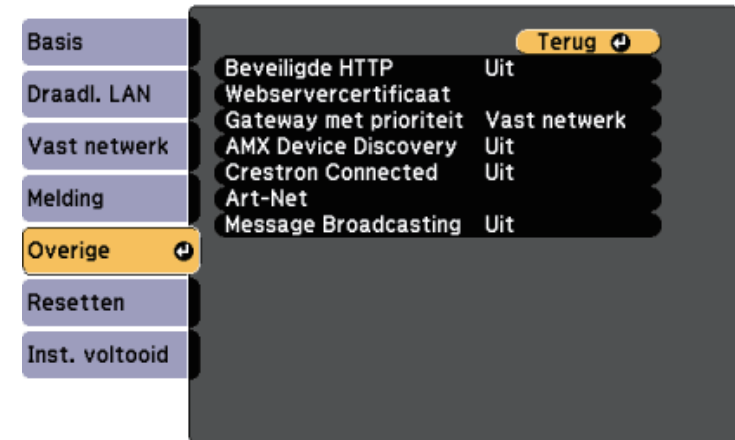 Basis
Draadl. LAN
Vast netwerk
Melding
Overige
Resetten
Inst. voltooid
Terug
Beveiligde HTTP Uit
Webservercertificaat
Gateway met prioriteit Vast netwerk
AMX Device Discovery Uit
Crestron Connected Uit
Art-Net
Message Broadcasting Uit